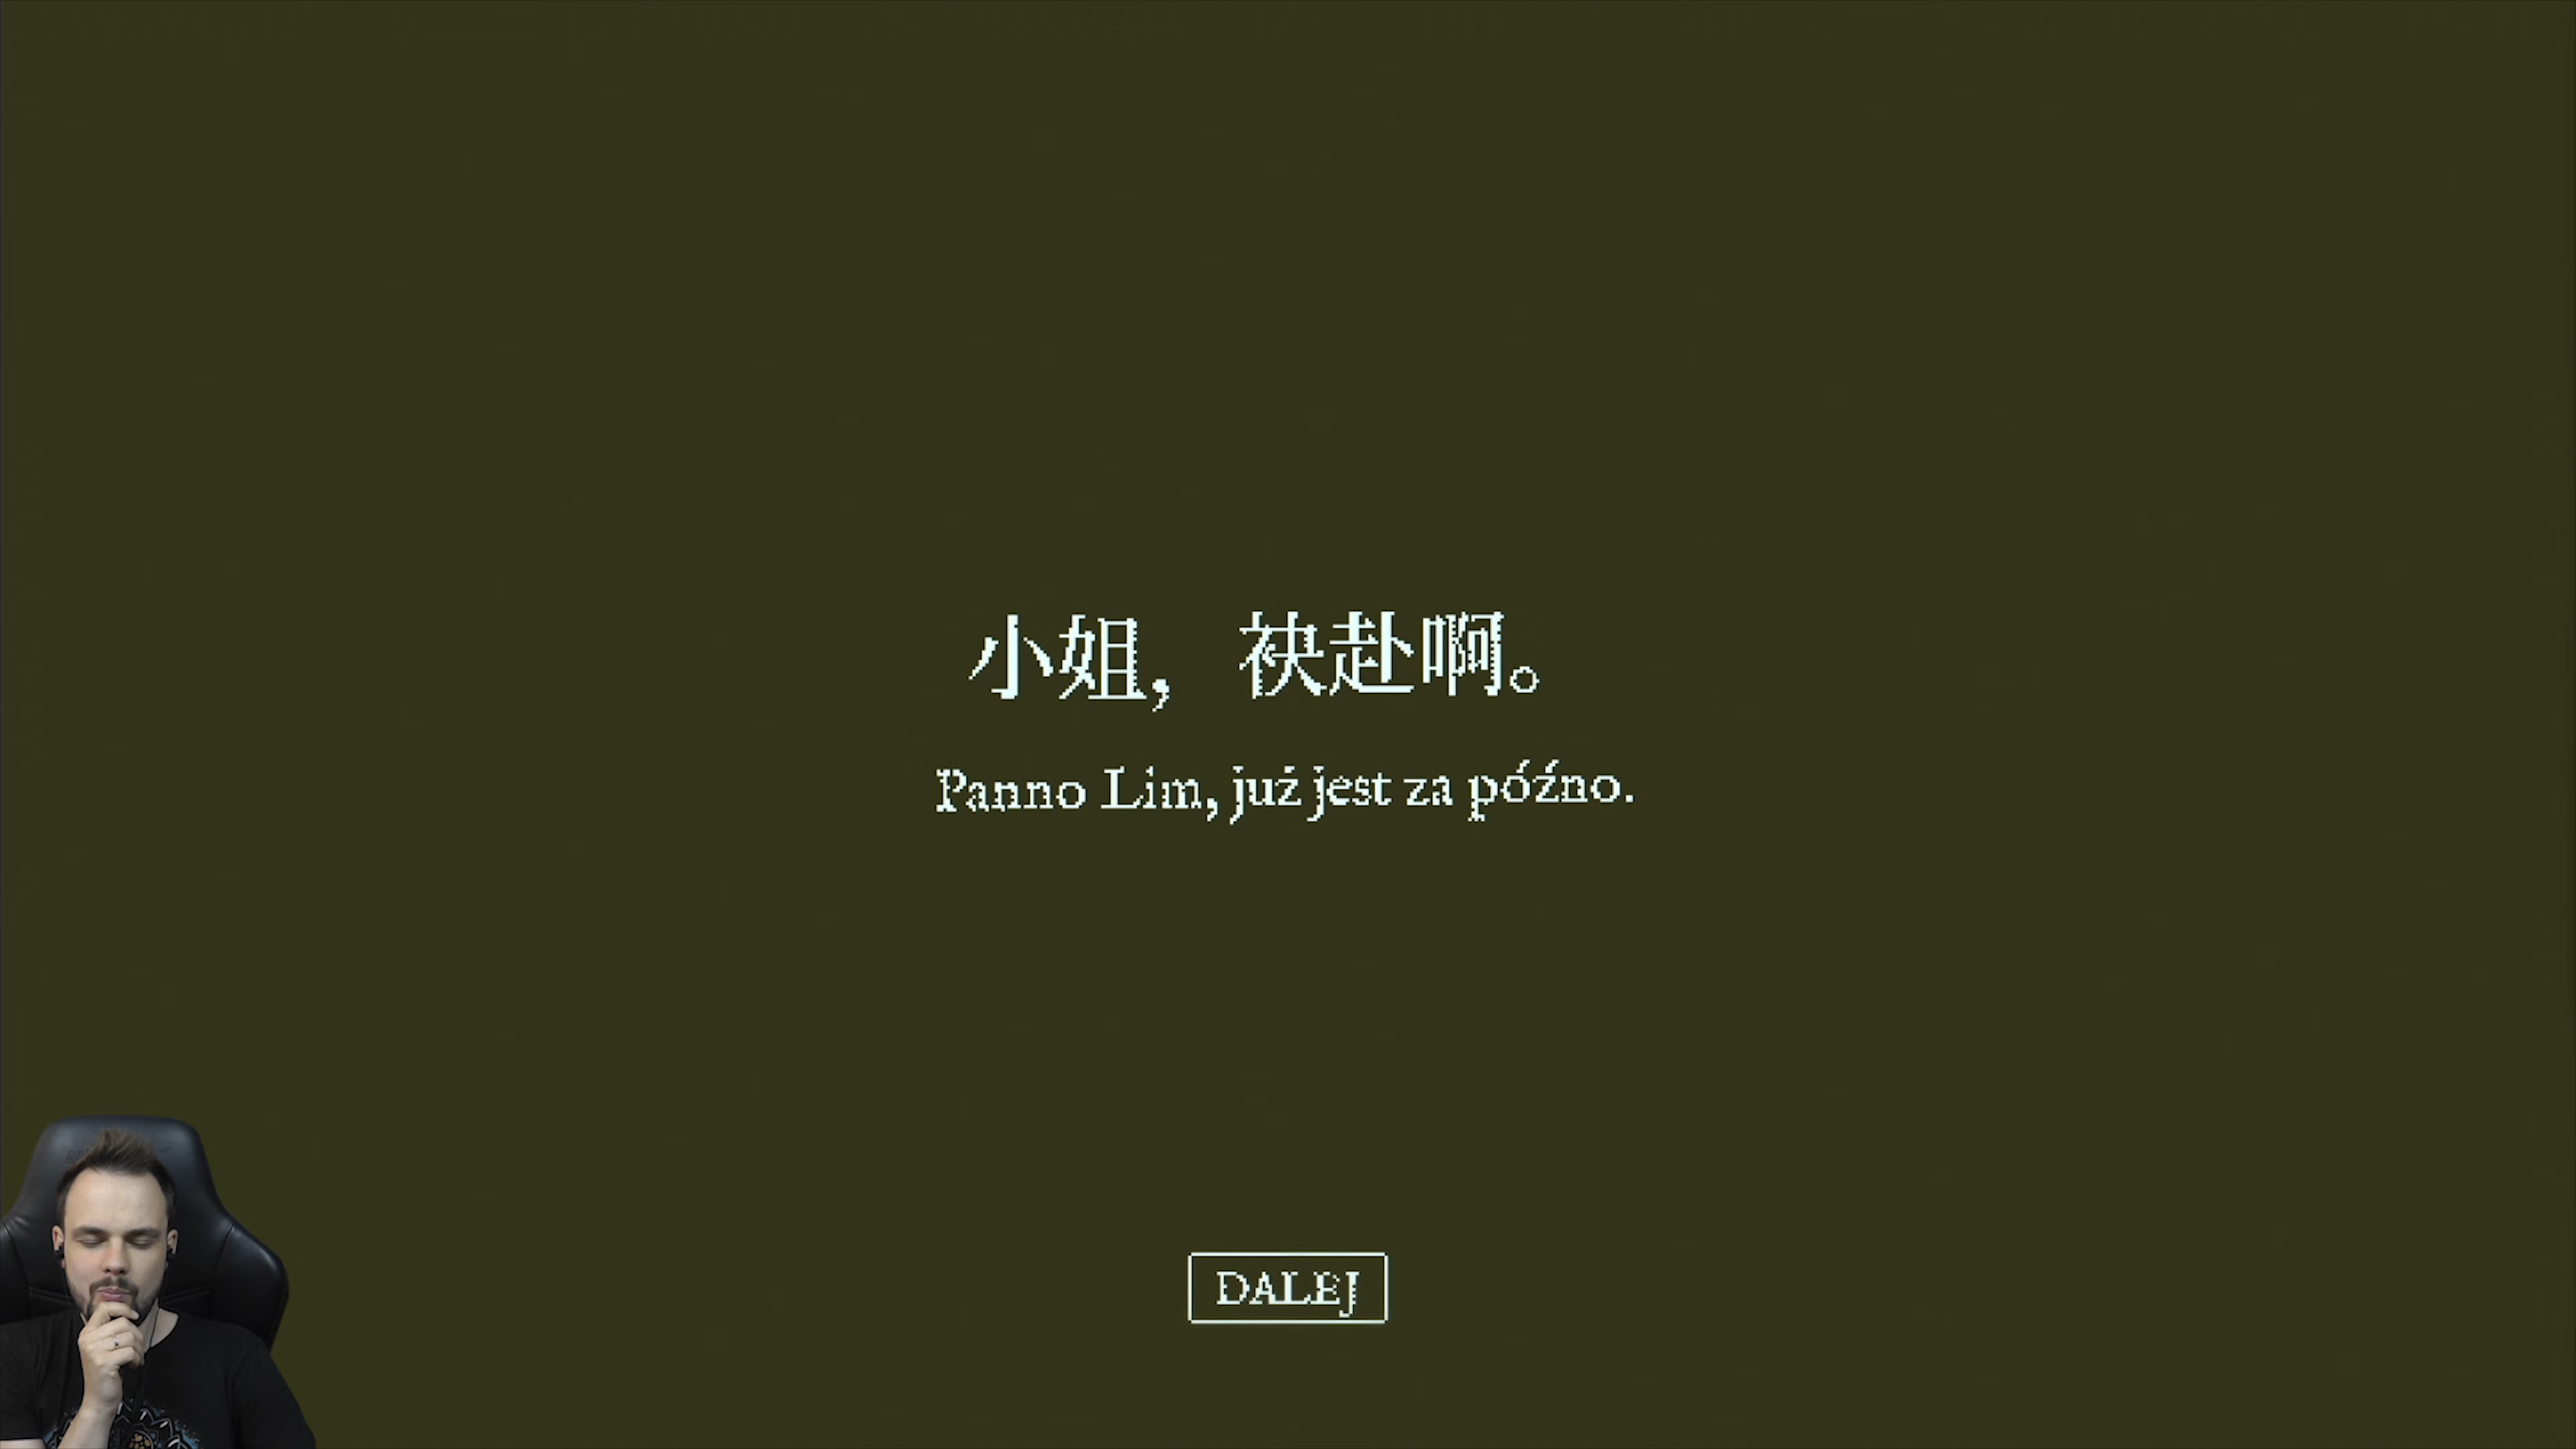 小姐，袂赴啊。
Panno Lim, już jest za późno.
DALEJ